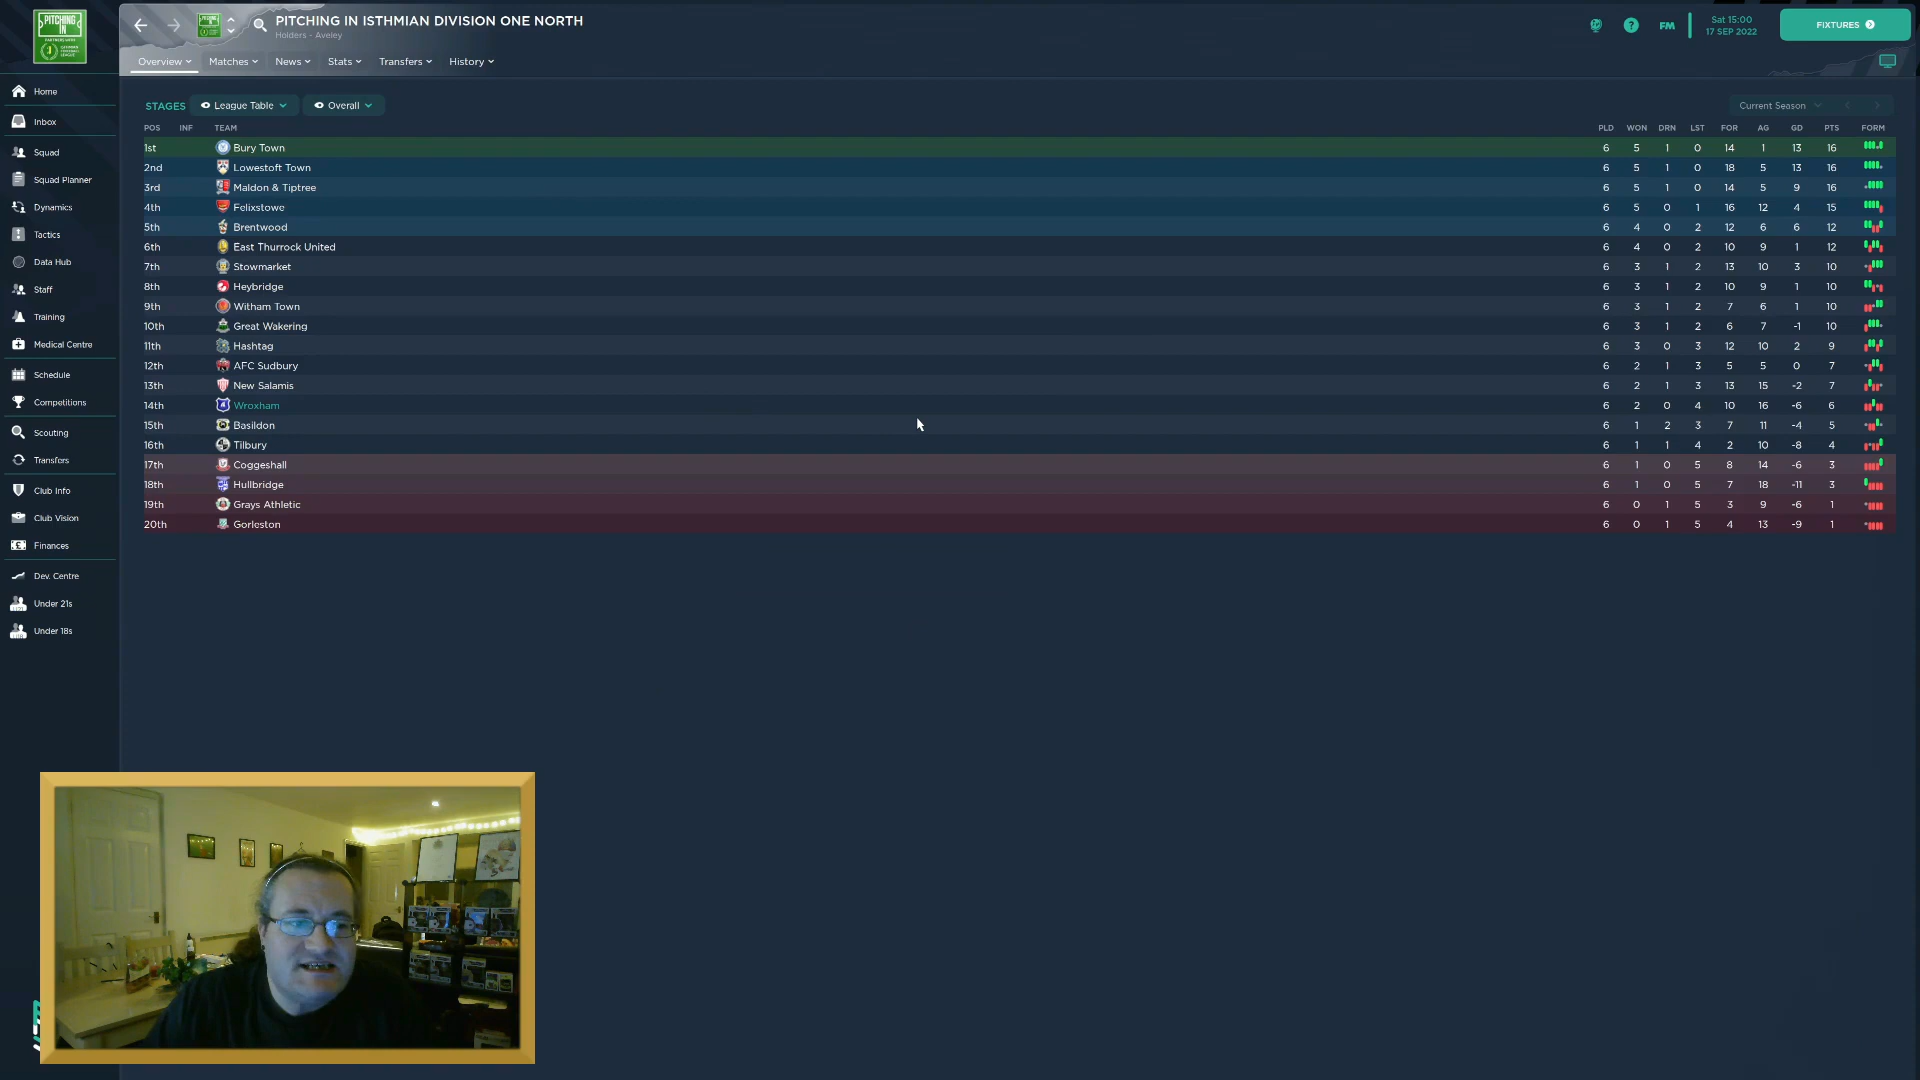 PITCHING IN ISTHMIAN DIVISION ONE NORTH
Holders - Aveley
Sat 15:00
17 SEP 2022
FM
FIXTURES
Overview Matches News Stats Transfers History
PITCHING IN
Home
Inbox
Squad
Squad Planner
Dynamics
Tactics
Data Hub
Staff
Training
Medical Centre
Schedule
Competitions
Scouting
Transfers
Club Info
Club Vision
Finances
Dev. Centre
Under 21s
Under 18s
STAGES League Table Overall Current Season
POS INF TEAM PLD WON DRN LST FOR AG GD PTS FORM
1st Bury Town 6 5 1 0 14 1 13 16
2nd Lowestoft Town 6 5 1 0 18 5 13 16
3rd Maldon & Tiptree 6 5 1 0 14 5 9 16
4th Felixstowe 6 5 0 1 16 12 4 15
5th Brentwood 6 4 0 2 12 6 6 12
6th East Thurrock United 6 4 0 2 10 9 1 12
7th Stowmarket 6 3 1 2 13 10 3 10
8th Heybridge 6 3 1 2 10 9 1 10
9th Witham Town 6 3 1 2 7 6 1 10
10th Great Wakering 6 3 1 2 6 7 -1 10
11th Hashtag 6 3 0 3 12 10 2 9
12th AFC Sudbury 6 2 1 3 5 5 0 7
13th New Salamis 6 2 1 3 13 15 -2 7
14th Wroxham 6 2 0 4 10 16 -6 6
15th Basildon 6 1 2 3 7 11 -4 5
16th Tilbury 6 1 1 4 2 10 -8 4
17th Coggeshall 6 1 0 5 8 14 -6 3
18th Hullbridge 6 1 0 5 7 18 -11 3
19th Grays Athletic 6 0 1 5 3 9 -6 1
20th Gorleston 6 0 1 5 4 13 -9 1